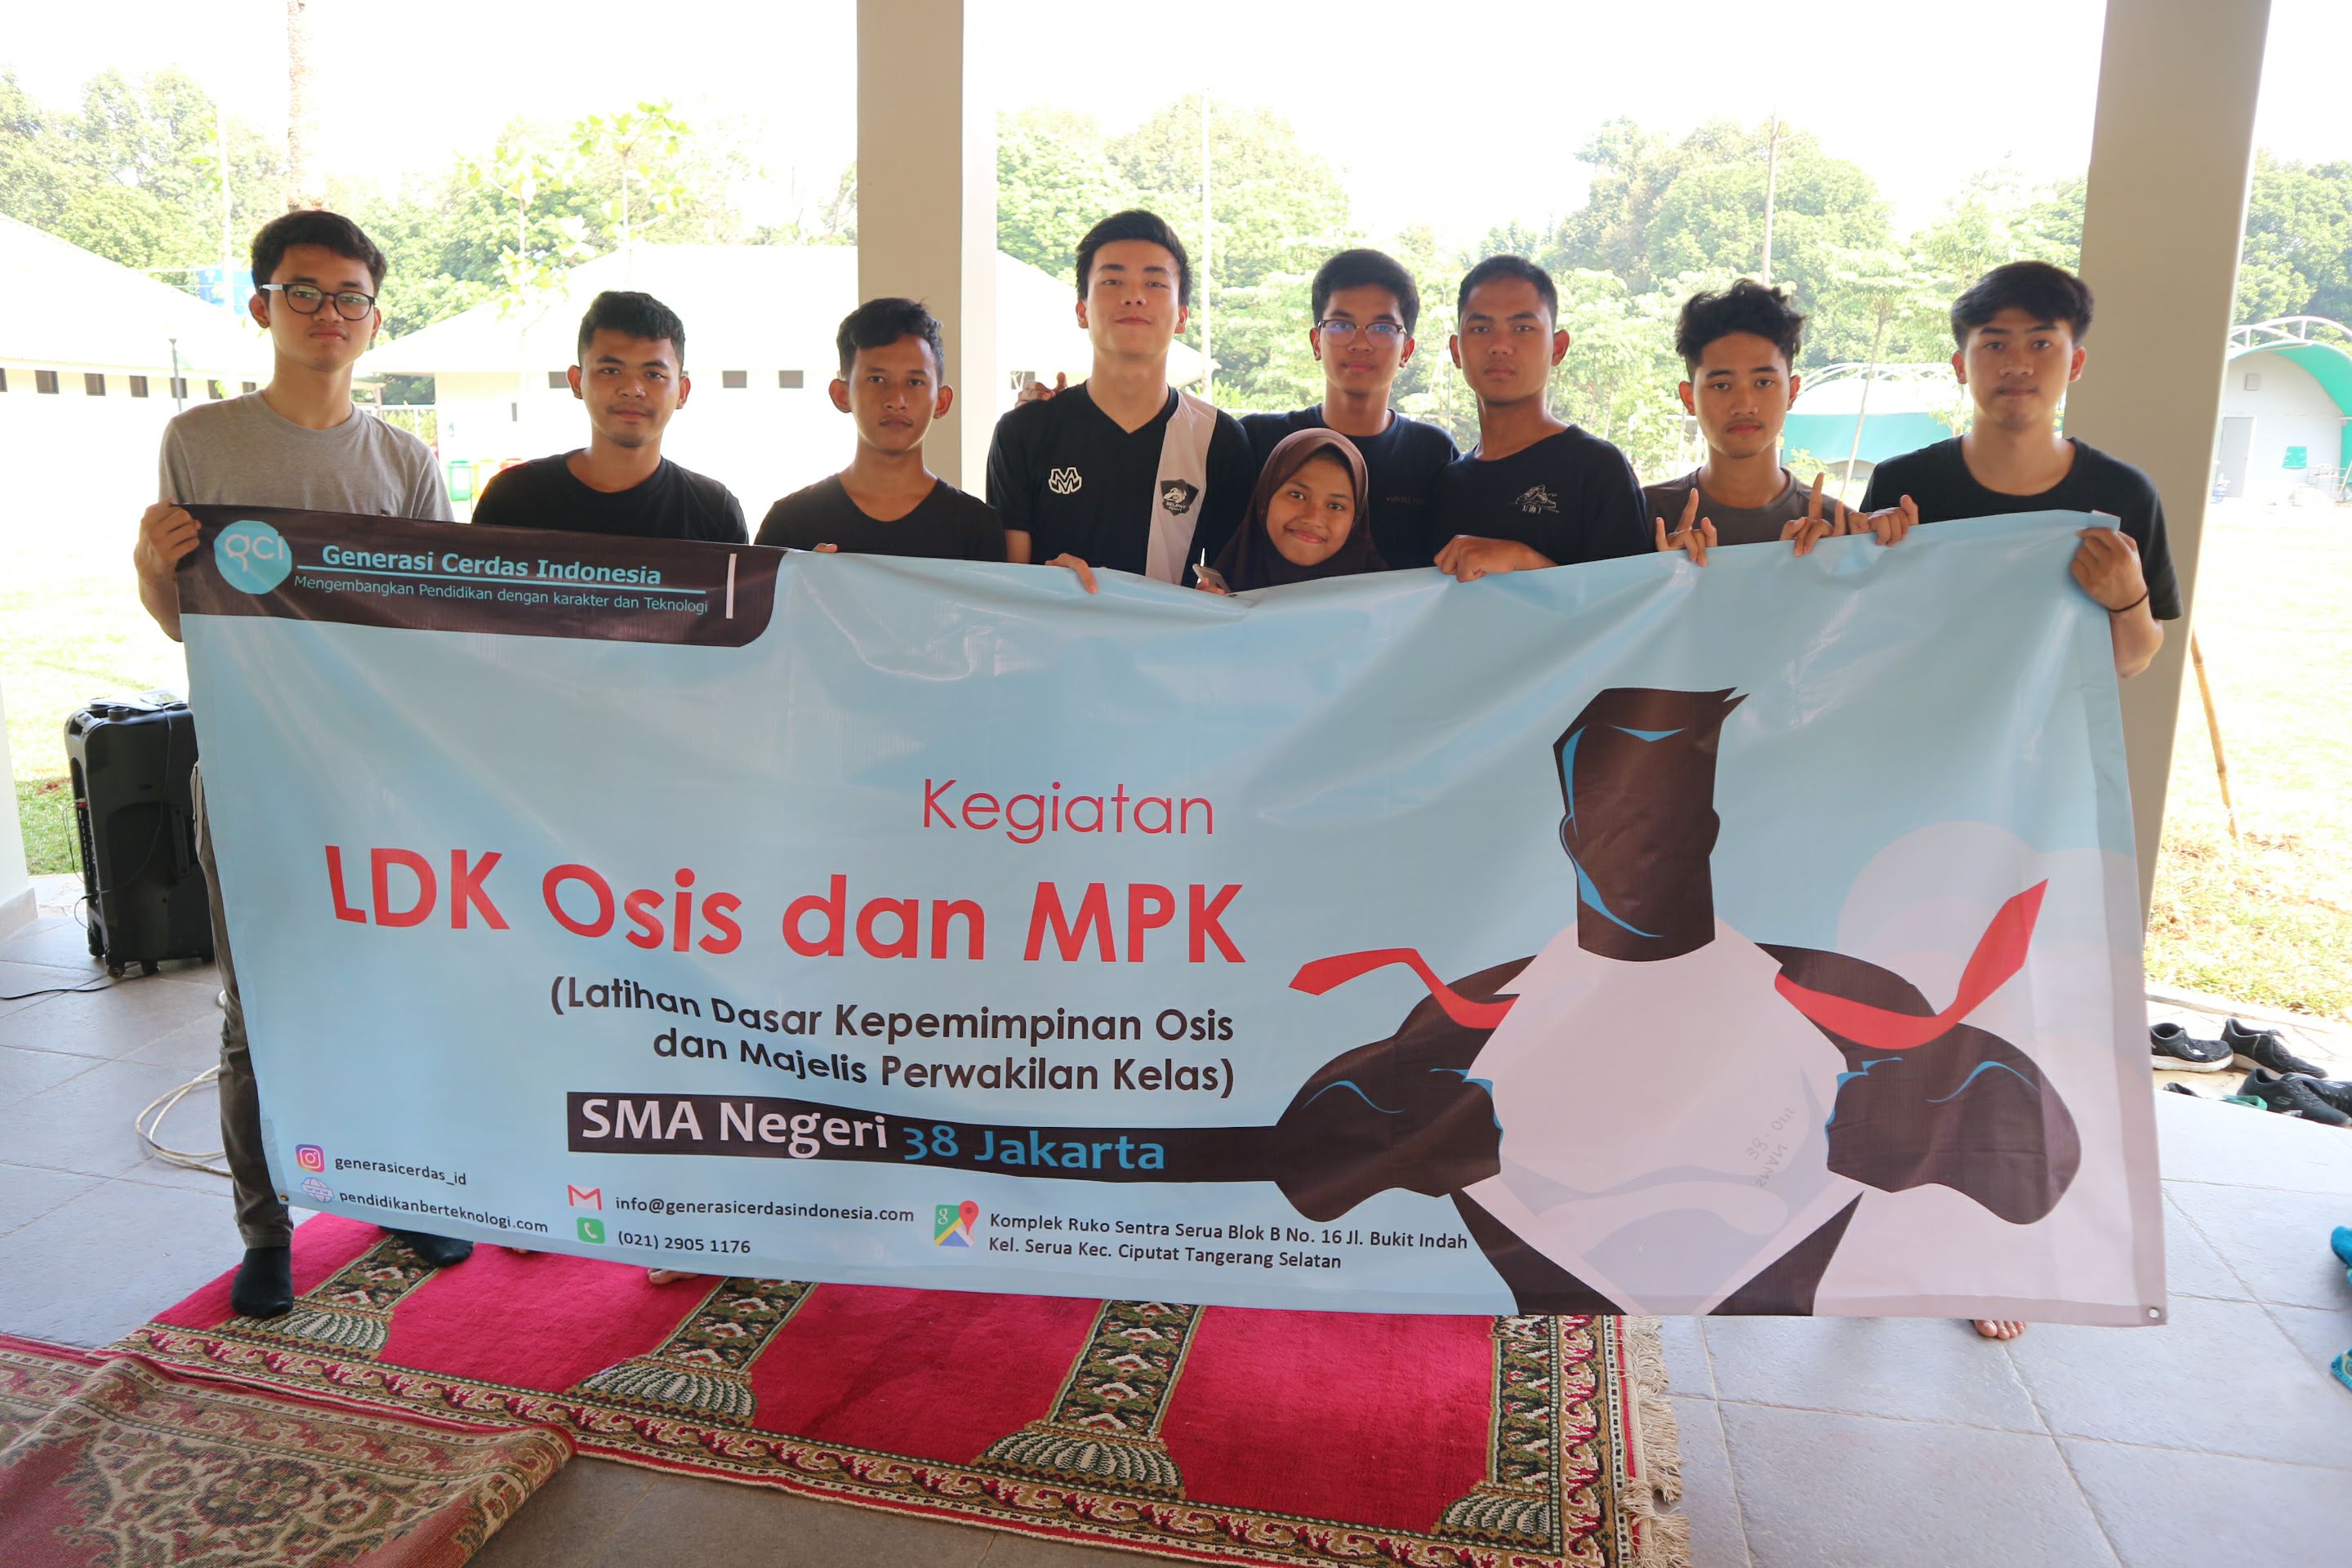 gci
Generasi Cerdas Indonesia
Mengembangkan Pendidikan dengan karakter dan Teknologi
Kegiatan
LDK Osis dan MPK
(Latihan Dasar Kepemimpinan Osis
dan Majelis Perwakilan Kelas)
SMA Negeri 38 Jakarta
generasicerdas_id
pendidikanberteknologi.com
info@generasicerdasindonesia.com
(021) 2905 1176
Komplek Ruko Sentra Serua Blok B No. 16 Jl. Bukit Indah
Kel. Serua Kec. Ciputat Tangerang Selatan